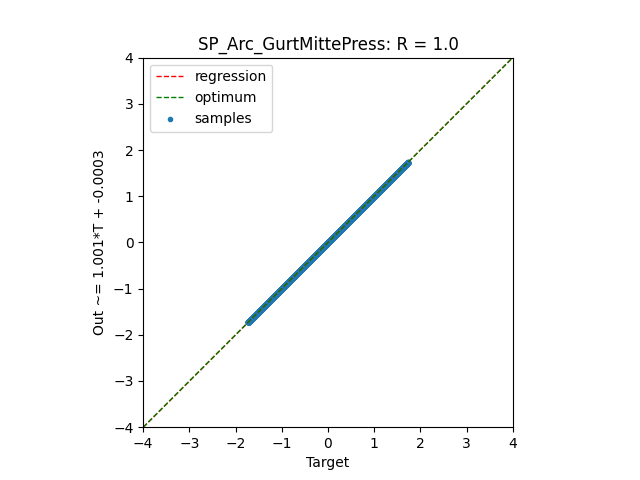 SP_Arc_GurtMittePress: R = 1.0
regression
optimum
samples
4
3
2
1
0
−1
−2
−3
−4
Out ~= 1.001*T + -0.0003
−4 −3 −2 −1 0 1 2 3 4
Target